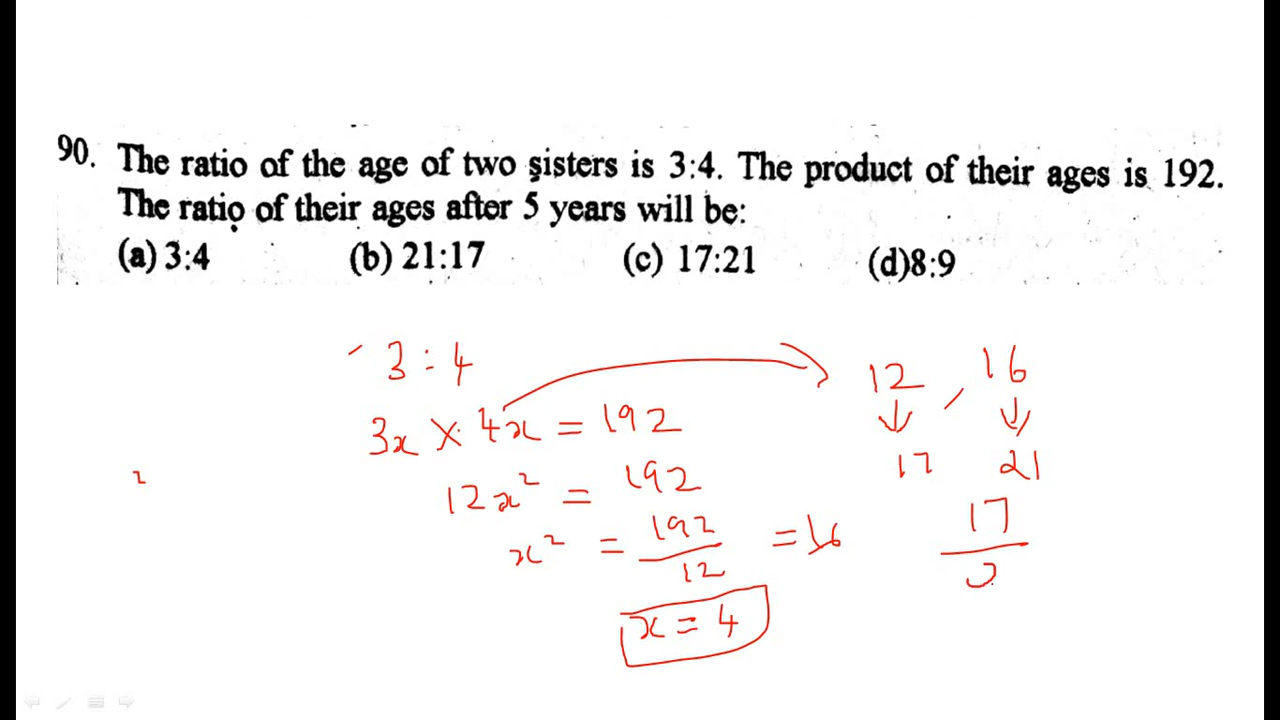 90. The ratio of the age of two sisters is 3:4. The product of their ages is 192.
The ratio of their ages after 5 years will be:
(a) 3:4 (b) 21:17 (c) 17:21 (d)8:9
3 : 4
3x × 4x = 192
12x² = 192
x² = 192/12 = 16
x = 4
12, 16
17 21
17
2